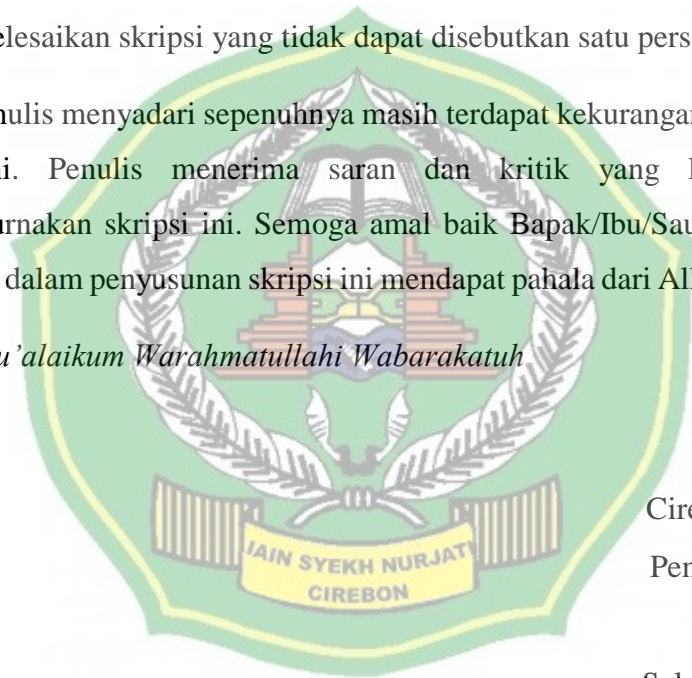 elesaikan skripsi yang tidak dapat disebutkan satu pers
nulis menyadari sepenuhnya masih terdapat kekurangan
ni. Penulis menerima saran dan kritik yang
urnakan skripsi ini. Semoga amal baik Bapak/Ibu/Sau
dalam penyusunan skripsi ini mendapat pahala dari All
u’alaikum Warahmatullahi Wabarakatuh
Cire
Pen
IAIN SYEKH NURJATI
CIREBON